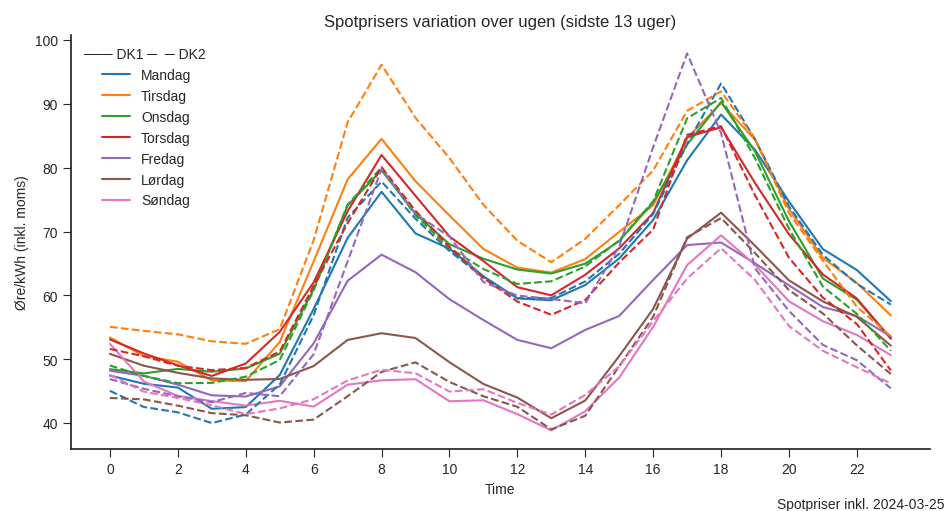 Spotprisers variation over ugen (sidste 13 uger)
100
90
80
70
60
50
40
Øre/kWh (inkl. moms)
DK1 DK2
Mandag
Tirsdag
Onsdag
Torsdag
Fredag
Lørdag
Søndag
0 2 4 6 8 10 12 14 16 18 20 22
Time
Spotpriser inkl. 2024-03-25